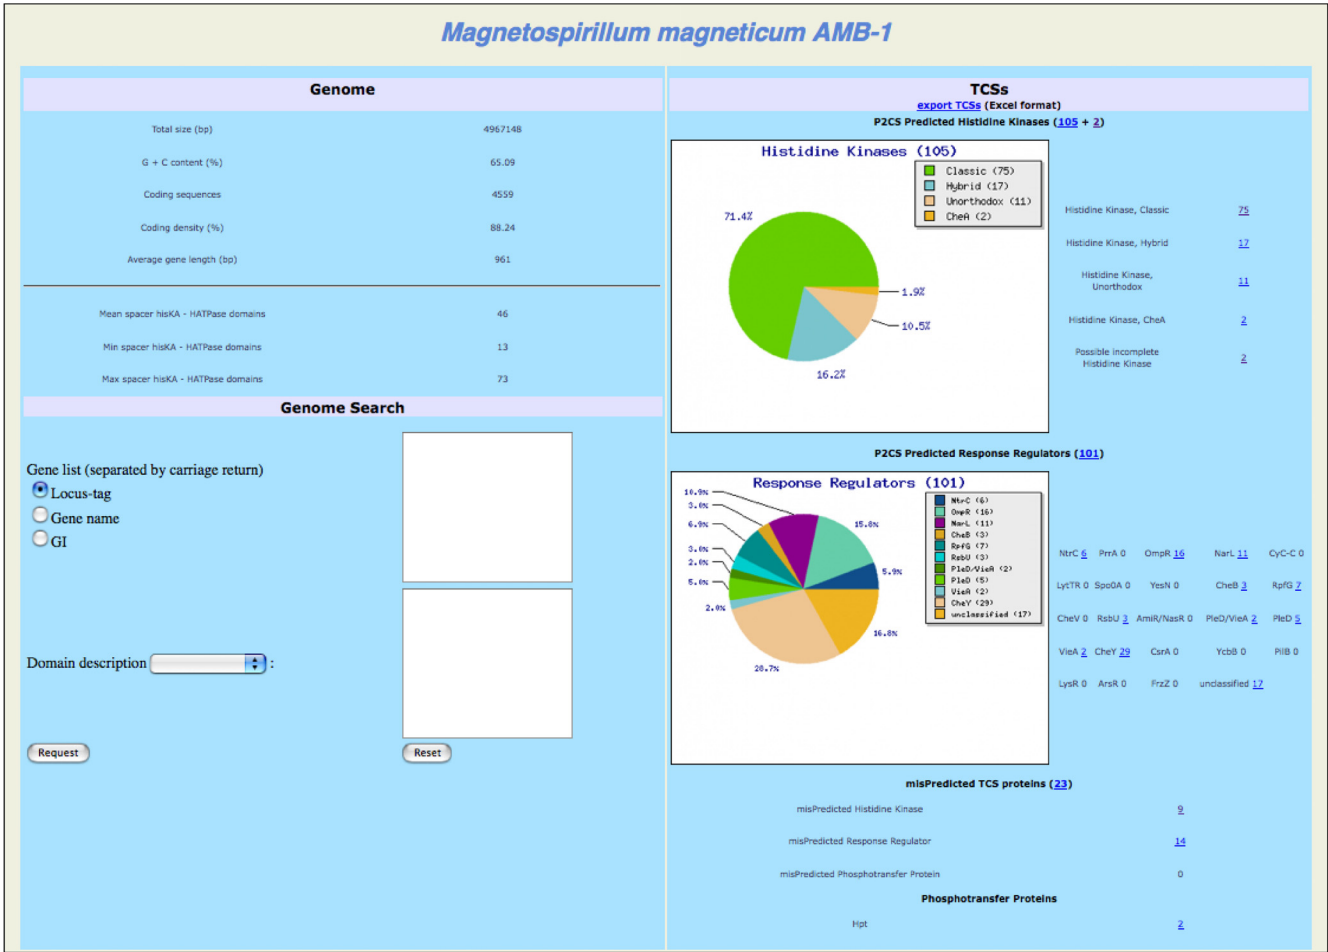 Magnetospirillum magneticum AMB-1
Genome
Total size (bp) 4967148
G + C content (%) 65.09
Coding sequences 4559
Coding density (%) 88.24
Average gene length (bp) 961
Mean spacer hisKA - HATPase domains 46
Min spacer hisKA - HATPase domains 13
Max spacer hisKA - HATPase domains 73
Genome Search
Gene list (separated by carriage return)
Locus-tag
Gene name
GI
Domain description :
Request Reset
TCSs
export TCSs (Excel format)
P2CS Predicted Histidine Kinases (105 + 2)
Histidine Kinases (105)
Classic (75)
Hybrid (17)
Unorthodox (11)
CheA (2)
71.4%
1.9%
10.5%
16.2%
Histidine Kinase, Classic 75
Histidine Kinase, Hybrid 17
Histidine Kinase,
Unorthodox 11
Histidine Kinase, CheA 2
Possible incomplete
Histidine Kinase 2
P2CS Predicted Response Regulators (101)
Response Regulators (101)
NtrC (6)
OmpR (16)
NarL (11)
CheB (3)
RpfG (7)
RsbU (3)
PleD/VieA (2)
PleD (5)
VieA (2)
CheY (29)
unclassified (17)
10.9%
3.0%
6.9%
3.0%
2.0%
5.0%
2.0%
15.8%
5.9%
16.8%
28.7%
NtrC 6 PrrA 0 OmpR 16 NarL 11 CyC-C 0
LytTR 0 Spo0A 0 YesN 0 CheB 3 RpfG 7
CheV 0 RsbU 3 AmiR/NasR 0 PleD/VieA 2 PleD 5
VieA 2 CheY 29 CsrA 0 YcbB 0 PilB 0
LysR 0 ArsR 0 FrzZ 0 unclassified 17
misPredicted TCS proteins (23)
misPredicted Histidine Kinase 9
misPredicted Response Regulator 14
misPredicted Phosphotransfer Protein 0
Phosphotransfer Proteins
Hpt 2